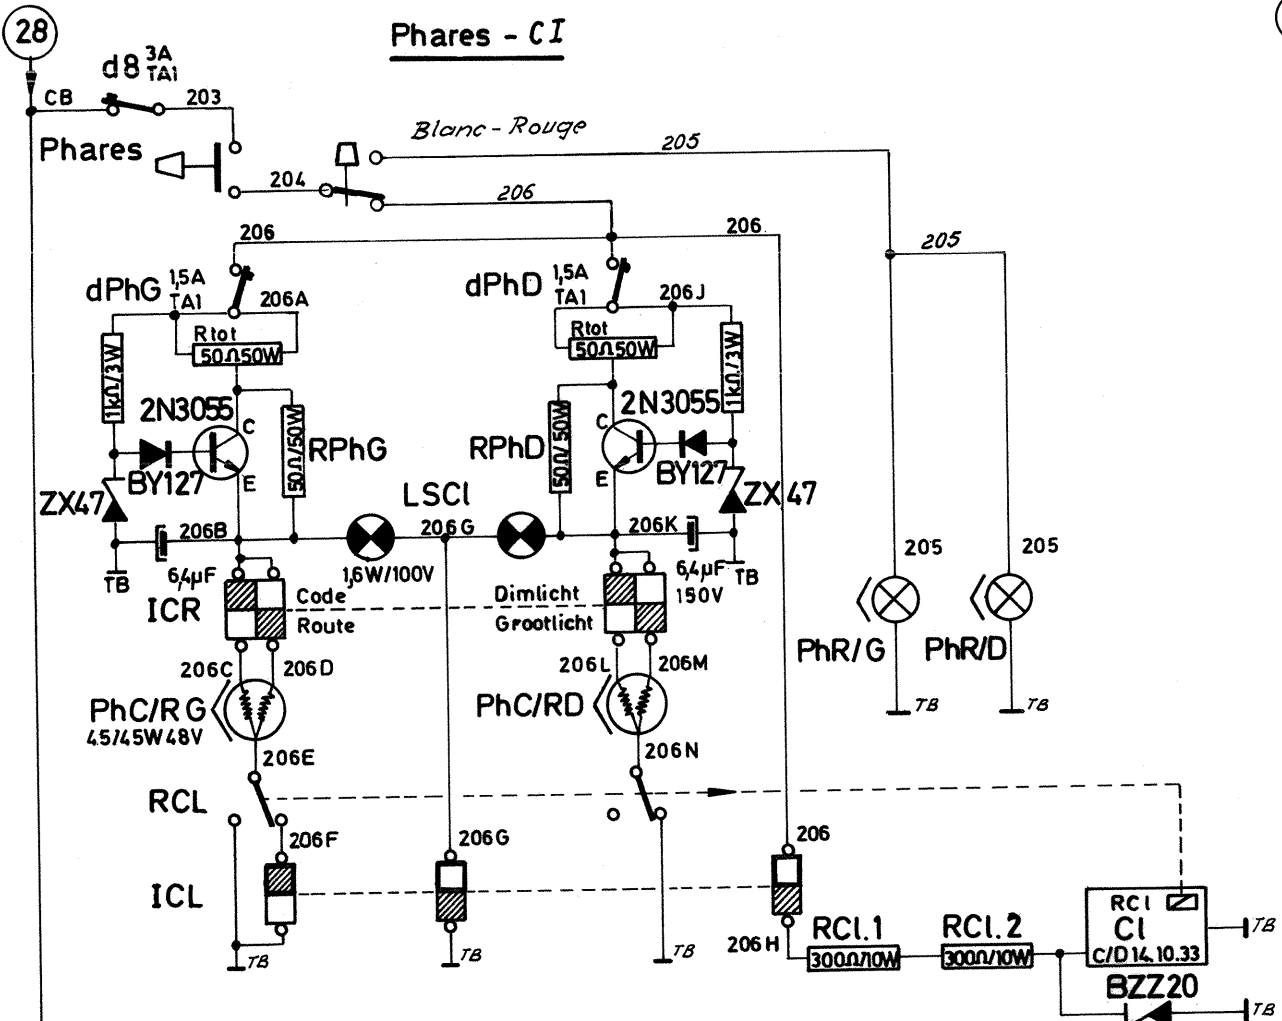 28
Phares - CI
d8 3A
TA1
CB
203
Blanc-Rouge
205
Phares
204
206
206
206
205
dPhG 1,5A
TA1
206A
dPhD 1,5A
TA1
206J
Rtot
50Ω50W
Rtot
50Ω50W
1kΩ/3W
1kΩ/3W
2N3055
C
2N3055
C
50Ω/50W
RPhG
RPhD
50Ω/50W
BY127
E
E
BY127
ZX47
LSCl
ZX47
206B
206G
206K
TB
6,4µF
1,6W/100V
6,4µF
150V
TB
205
205
ICR
Code
Route
Dimlicht
Grootlicht
206C
206D
206L
206M
PhR/G
PhR/D
PhC/RG
45/45W48V
PhC/RD
TB
TB
206E
206N
RCL
206F
206G
206
ICL
RCl
Cl
C/D 14.10.33
TB
206H
RCl.1
300Ω/10W
RCl.2
300Ω/10W
TB
TB
TB
BZZ20
TB